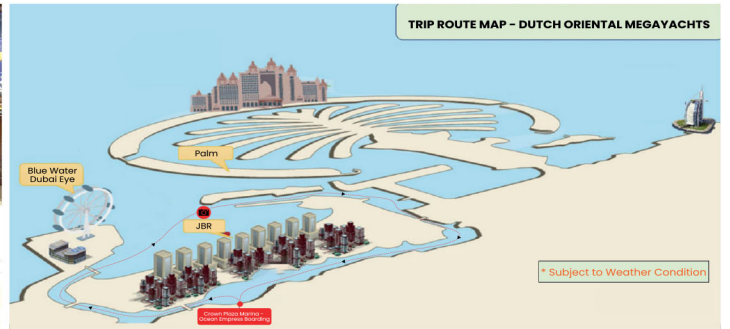 TRIP ROUTE MAP - DUTCH ORIENTAL MEGAYACHTS
Palm
Blue Water
Dubai Eye
JBR
* Subject to Weather Condition
Crown Plaza Marina -
Ocean Empress Boarding